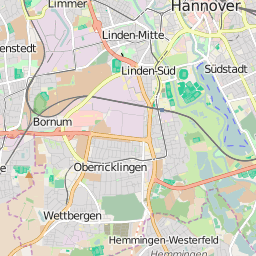 Limmer
Hannover
Linden-Mitte
enstedt
Linden-Süd
Südstadt
Bornum
e
Oberricklingen
Wettbergen
Hemmingen-Westerfeld
Hemmingen